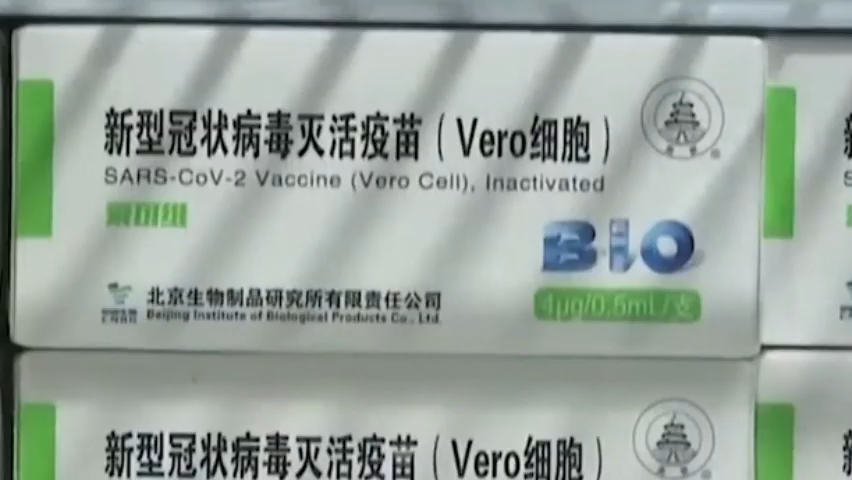 新型冠状病毒灭活疫苗（Vero细胞）
SARS-CoV-2 Vaccine (Vero Cell), Inactivated
BIO
北京生物制品研究所有限责任公司
Beijing Institute of Biological Products Co., Ltd.
4μg/0.5mL/支
新型冠状病毒灭活疫苗（Vero细胞）